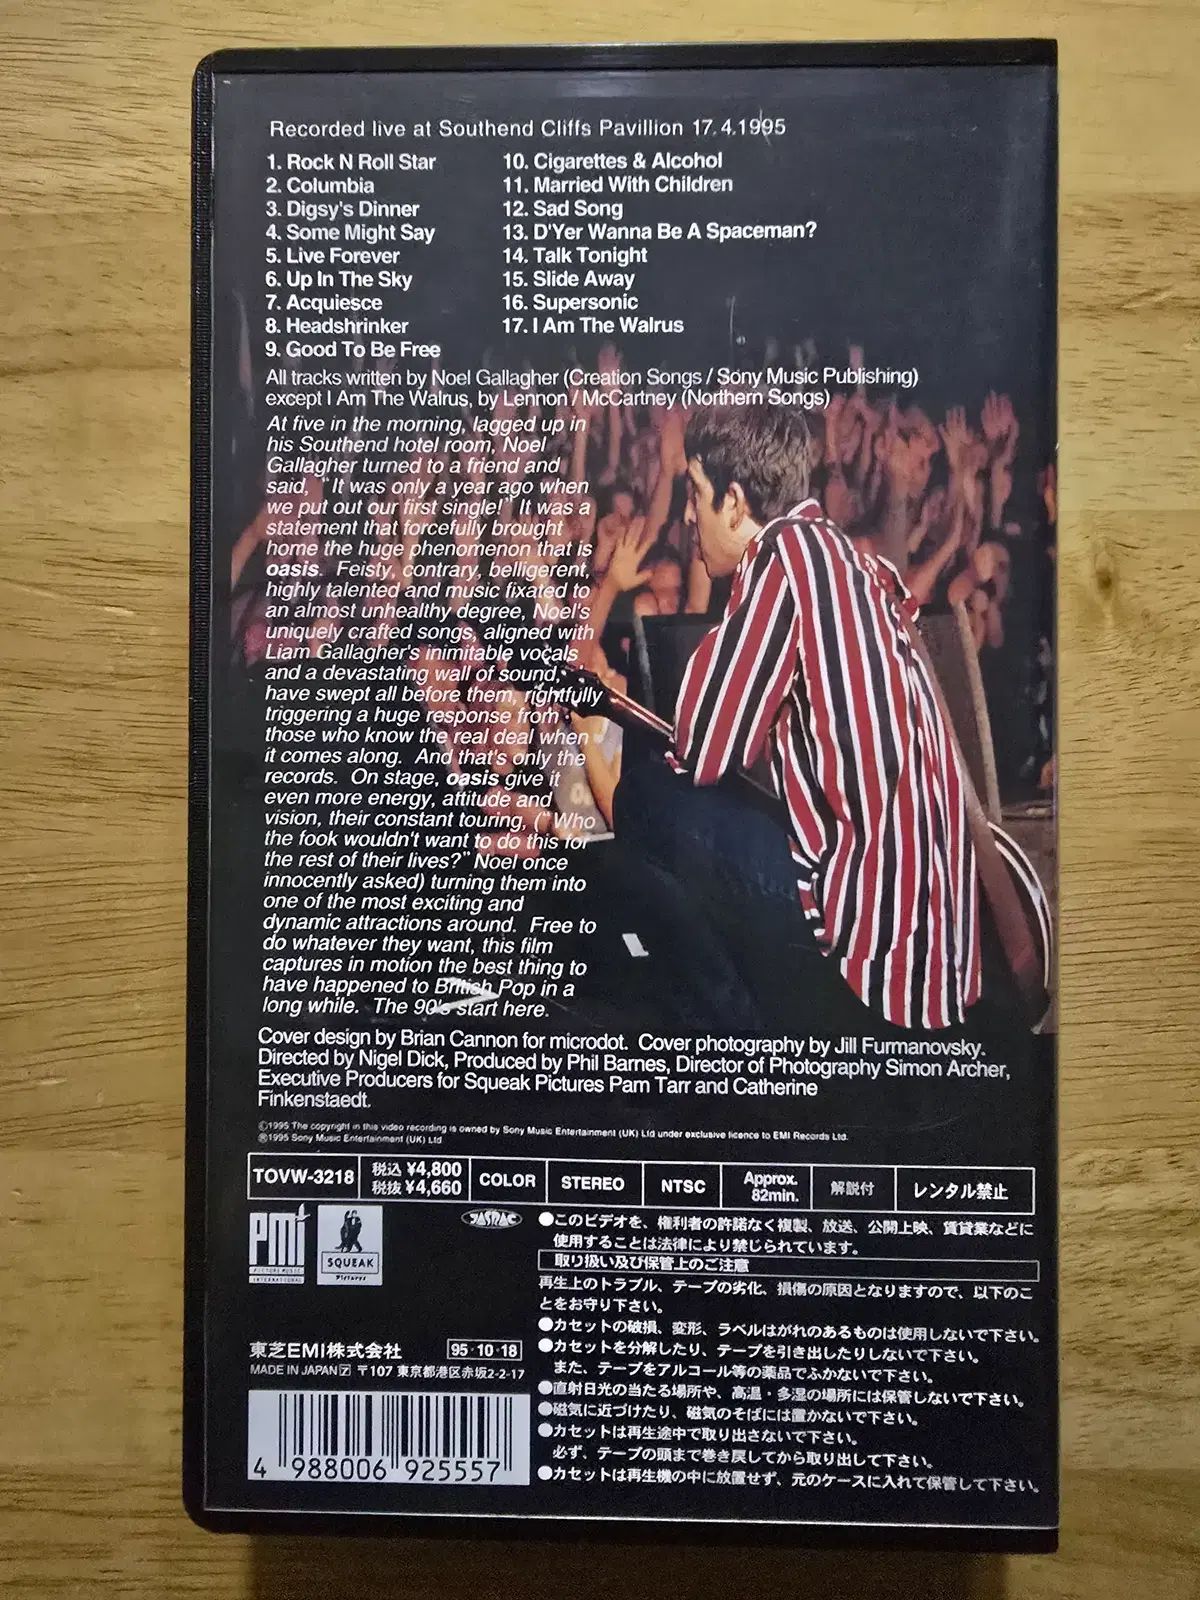 Recorded live at Southend Cliffs Pavillion 17.4.1995
1. Rock N Roll Star
2. Columbia
3. Digsy's Dinner
4. Some Might Say
5. Live Forever
6. Up In The Sky
7. Acquiesce
8. Headshrinker
9. Good To Be Free
10. Cigarettes & Alcohol
11. Married With Children
12. Sad Song
13. D'Yer Wanna Be A Spaceman?
14. Talk Tonight
15. Slide Away
16. Supersonic
17. I Am The Walrus
All tracks written by Noel Gallagher (Creation Songs / Sony Music Publishing)
except I Am The Walrus, by Lennon / McCartney (Northern Songs)
At five in the morning, lagged up in
his Southend hotel room, Noel
Gallagher turned to a friend and
said, "It was only a year ago when
we put out our first single!" It was a
statement that forcefully brought
home the huge phenomenon that is
oasis. Feisty, contrary, belligerent,
highly talented and music fixated to
an almost unhealthy degree, Noel's
uniquely crafted songs, aligned with
Liam Gallagher's inimitable vocals
and a devastating wall of sound,
have swept all before them, rightfully
triggering a huge response from
those who know the real deal when
it comes along. And that's only the
records. On stage, oasis give it
even more energy, attitude and
vision, their constant touring, ("Who
the fook wouldn't want to do this for
the rest of their lives?" Noel once
innocently asked) turning them into
one of the most exciting and
dynamic attractions around. Free to
do whatever they want, this film
captures in motion the best thing to
have happened to British Pop in a
long while. The 90's start here.
Cover design by Brian Cannon for microdot. Cover photography by Jill Furmanovsky.
Directed by Nigel Dick, Produced by Phil Barnes, Director of Photography Simon Archer,
Executive Producers for Squeak Pictures Pam Tarr and Catherine
Finkenstaedt.
Ⓒ1995 The copyright in this video recording is owned by Sony Music Entertainment (UK) Ltd under exclusive licence to EMI Records Ltd.
Ⓟ1995 Sony Music Entertainment (UK) Ltd
TOVW-3218 税込 ¥4,800 税抜 ¥4,660 COLOR STEREO NTSC Approx. 82min. 解説付 レンタル禁止
PMI
PICTURE MUSIC
INTERNATIONAL
SQUEAK
Pictures
JASRAC
●このビデオを、権利者の許諾なく複製、放送、公開上映、賃貸業などに
使用することは法律により禁じられています。
取り扱い及び保管上のご注意
再生上のトラブル、テープの劣化、損傷の原因となりますので、以下のこ
とをお守り下さい。
●カセットの破損、変形、ラベルはがれのあるものは使用しないで下さい。
●カセットを分解したり、テープを引き出したりしないで下さい。
また、テープをアルコール等の薬品でふかないで下さい。
●直射日光の当たる場所や、高温・多湿の場所には保管しないで下さい。
●磁気に近づけたり、磁気のそばには置かないで下さい。
●カセットは再生途中で取り出さないで下さい。
必ず、テープの頭まで巻き戻してから取り出して下さい。
●カセットは再生機の中に放置せず、元のケースに入れて保管して下さい。
東芝EMI株式会社 95・10・18
MADE IN JAPAN ア 〒107 東京都港区赤坂2-2-17
4 988006 925557